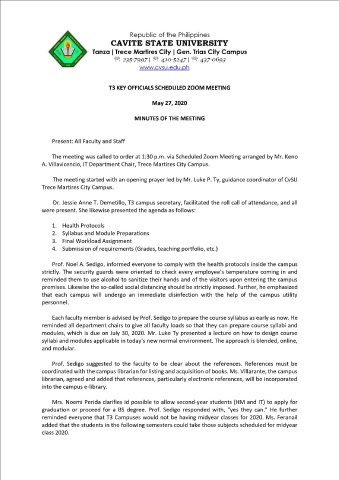 Republic of the Philippines
CAVITE STATE UNIVERSITY
Tanza | Trece Martires City | Gen. Trias City Campus
☏ 235-7997 | ☏ 410-5247 | ☏ 437-0693
www.cvsu.edu.ph
T3 KEY OFFICIALS SCHEDULED ZOOM MEETING
May 27, 2020
MINUTES OF THE MEETING
Present: All Faculty and Staff
The meeting was called to order at 1:30 p.m. via Scheduled Zoom Meeting arranged by Mr. Keno
A. Villavicencio, IT Department Chair, Trece Martires City Campus.
The meeting started with an opening prayer led by Mr. Luke P. Ty, guidance coordinator of CvSU
Trece Martires City Campus.
Dr. Jessie Anne T. Demetillo, T3 campus secretary, facilitated the roll call of attendance, and all
were present. She likewise presented the agenda as follows:
1. Health Protocols
2. Syllabus and Module Preparations
3. Final Workload Assignment
4. Submission of requirements (Grades, teaching portfolio, etc.)
Prof. Noel A. Sedigo, informed everyone to comply with the health protocols inside the campus
strictly. The security guards were oriented to check every employee's temperature coming in and
reminded them to use alcohol to sanitize their hands and of the visitors upon entering the campus
premises. Likewise the so-called social distancing should be strictly imposed. Further, he emphasized
that each campus will undergo an immediate disinfection with the help of the campus utility
personnel.
Each faculty member is advised by Prof. Sedigo to prepare the course syllabus as early as now. He
reminded all department chairs to give all faculty loads so that they can prepare course syllabi and
modules, which is due on July 30, 2020. Mr. Luke Ty presented a lecture on how to design course
syllabi and modules applicable in today's new normal environment. The approach is blended, online,
and modular.
Prof. Sedigo suggested to the faculty to be clear about the references. References must be
coordinated with the campus librarian for listing and acquisition of books. Ms. Villarante, the campus
librarian, agreed and added that references, particularly electronic references, will be incorporated
into the campus e-library.
Mrs. Noemi Perida clarifies id possible to allow second-year students (HM and IT) to apply for
graduation or proceed for a BS degree. Prof. Sedigo responded with, "yes they can." He further
reminded everyone that T3 Campuses would not be having midyear classes for 2020. Ms. Feranail
added that the students in the following semesters could take those subjects scheduled for midyear
class 2020.